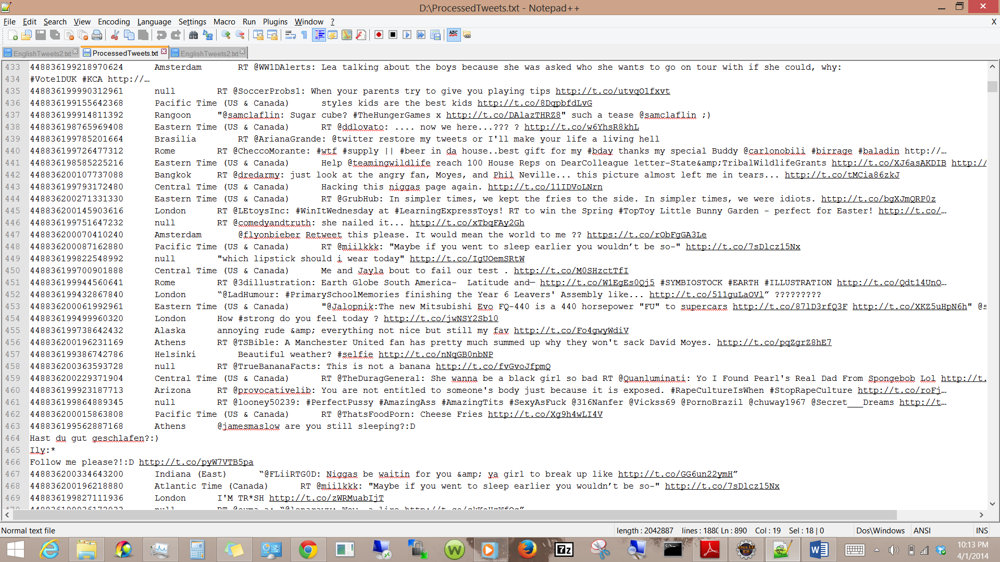 D:\ProcessedTweets.txt - Notepad++
File Edit Search View Encoding Language Settings Macro Run Plugins Window ? X
EnglishTweets2.txt ProcessedTweets.txt EnglishTweets2.txt
433 448836199218970624 Amsterdam RT @WW1DAlerts: Lea talking about the boys because she was asked who she wants to go on tour with if she could, why:
434 #Vote1DUK #KCA http://…
435 448836199990312961 null RT @SoccerProbs1: When your parents try to give you playing tips http://t.co/utvqO1fxvt
436 448836199155642368 Pacific Time (US & Canada) styles kids are the best kids http://t.co/8DqpbfdLvG
437 448836199914811392 Rangoon "@samclaflin: Sugar cube? #TheHungerGames x http://t.co/DAlazTHRZ8" such a tease @samclaflin ;)
438 448836198765969408 Eastern Time (US & Canada) RT @ddlovato: .... now we here...??? ? http://t.co/w6YhsR8khL
439 448836199785201664 Brasilia RT @ArianaGrande: @twitter restore my tweets or I'll make your life a living hell
440 448836199726477312 Rome RT @CheccoMorante: #wtf #supply || #beer in da house..best gift for my #bday thanks my special Buddy @carlonobili #birrage #baladin http://…
441 448836198585225216 Eastern Time (US & Canada) Help @teamingwildlife reach 100 House Reps on DearColleague letter-State&amp;TribalWildlifeGrants http://t.co/XJ6asAKDIB http://
442 448836200107737088 Bangkok RT @dredarmy: just look at the angry fan, Moyes, and Phil Neville... this picture almost left me in tears... http://t.co/tMCia86zkJ
443 448836199793172480 Central Time (US & Canada) Hacking this niggas page again. http://t.co/11IDVoLNrn
444 448836200271331330 Eastern Time (US & Canada) RT @GrubHub: In simpler times, we kept the fries to the side. In simpler times, we were idiots. http://t.co/bgXJmQRP0z
445 448836200145903616 London RT @LEtoysInc: #WinItWednesday at #LearningExpressToys! RT to win the Spring #TopToy Little Bunny Garden – perfect for Easter! http://t.co/…
446 448836199751647232 null RT @comedyandtruth: she nailed it... http://t.co/xTbqFAy2Gh
447 448836200070410240 Amsterdam @flyonbieber Retweet this please. It would mean the world to me ?? https://t.co/rObFgGA3Le
448 448836200087162880 Pacific Time (US & Canada) RT @miilkkk: "Maybe if you went to sleep earlier you wouldn’t be so-" http://t.co/7sDlcz15Nx
449 448836199822548992 null "which lipstick should i wear today" http://t.co/IgUOemSRtW
450 448836199700901888 Central Time (US & Canada) Me and Jayla bout to fail our test . http://t.co/M0SHzctTfI
451 448836199944560641 Rome RT @3dillustration: Earth Globe South America- Latitude and— http://t.co/W1EgEs0Qj5 #SYMBIOSTOCK #EARTH #ILLUSTRATION http://t.co/Qdt14UnO…
452 448836199432867840 London “@LadHumour: #PrimarySchoolMemories finishing the Year 6 Leavers' Assembly like... http://t.co/511guLaOVl” ?????????
453 448836200061992961 Eastern Time (US & Canada) "@Jalopnik:The new Mitsubishi Evo FQ-440 is a 440 horsepower "FU" to supercars http://t.co/87lD3rfQ3F http://t.co/XKZ5uHpN6h" @s
454 448836199499960320 London How #strong do you feel today ? http://t.co/jwNSY2Sb10
455 448836199738642432 Alaska annoying rude &amp; everything not nice but still my fav http://t.co/Fo4gwyWdiV
456 448836200196231169 Athens RT @TSBible: A Manchester United fan has pretty much summed up why they won't sack David Moyes. http://t.co/pqZgrZ8hE7
457 448836199386742786 Helsinki Beautiful weather? #selfie http://t.co/nNqGB0nbNP
458 448836200363593728 null RT @TrueBananaFacts: This is not a banana http://t.co/fvGvoJfpmQ
459 448836200229371904 Central Time (US & Canada) RT @TheDuragGeneral: She wanna be a black girl so bad RT @Quanluminati: Yo I Found Pearl's Real Dad From Spongebob Lol http://t.
460 448836199923187713 Arizona RT @provocativelib: You are not entitled to someone's body just because it is exposed. #RapeCultureIsWhen #StopRapeCulture http://t.co/roFj…
461 448836199864889345 null RT @looney50239: #PerfectPussy #AmazingAss #AmazingTits #SexyAsFuck @316Nanfer @Vickss69 @PornoBrazil @chuway1967 @Secret___Dreams http://t…
462 448836200015863808 Pacific Time (US & Canada) RT @ThatsFoodPorn: Cheese Fries http://t.co/Xg9h4wLI4V
463 448836199562887168 Athens @jamesmaslow are you still sleeping?:D
464 Hast du gut geschlafen?:)
465 Ily:*
466 Follow me please?!:D http://t.co/pyW7VTB5pa
467 448836200334643200 Indiana (East) “@FLiiRTG0D: Niggas be waitin for you &amp; ya girl to break up like http://t.co/GG6un22ymH”
468 448836200196218880 Atlantic Time (Canada) RT @miilkkk: "Maybe if you went to sleep earlier you wouldn’t be so-" http://t.co/7sDlcz15Nx
469 448836199827111936 London I'M TR*SH http://t.co/zWRMuabIjT
Normal text file length : 2042887 lines : 1880 Ln : 890 Col : 19 Sel : 18 | 0 Dos\Windows ANSI INS
10:13 PM
4/1/2014